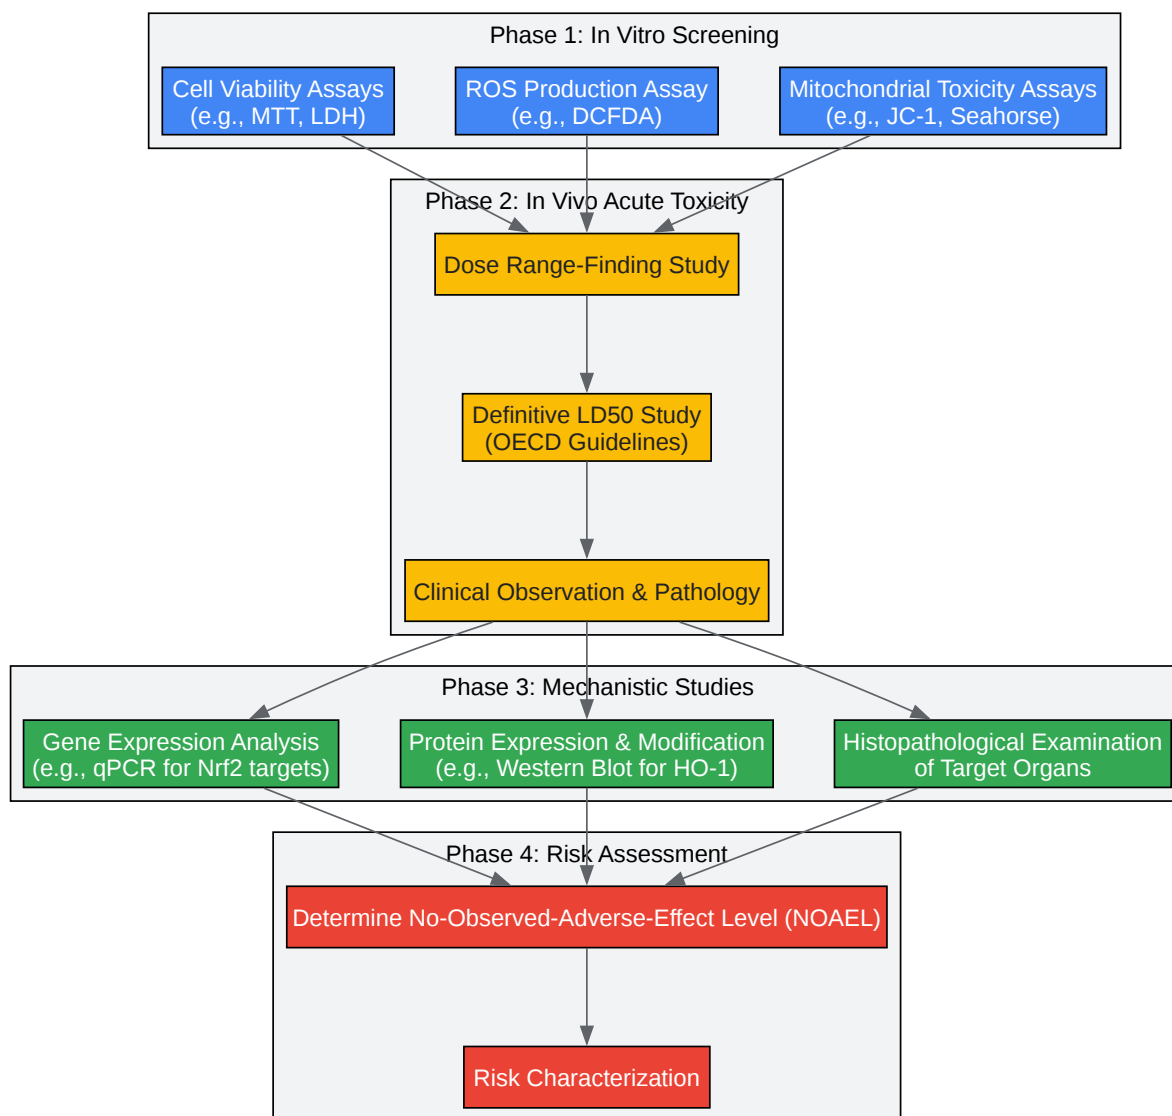 Phase 1: In Vitro Screening
Cell Viability Assays
(e.g., MTT, LDH)
ROS Production Assay
(e.g., DCFDA)
Mitochondrial Toxicity Assays
(e.g., JC-1, Seahorse)
Phase 2: In Vivo Acute Toxicity
Dose Range-Finding Study
Definitive LD50 Study
(OECD Guidelines)
Clinical Observation & Pathology
Phase 3: Mechanistic Studies
Gene Expression Analysis
(e.g., qPCR for Nrf2 targets)
Protein Expression & Modification
(e.g., Western Blot for HO-1)
Histopathological Examination
of Target Organs
Phase 4: Risk Assessment
Determine No-Observed-Adverse-Effect Level (NOAEL)
Risk Characterization